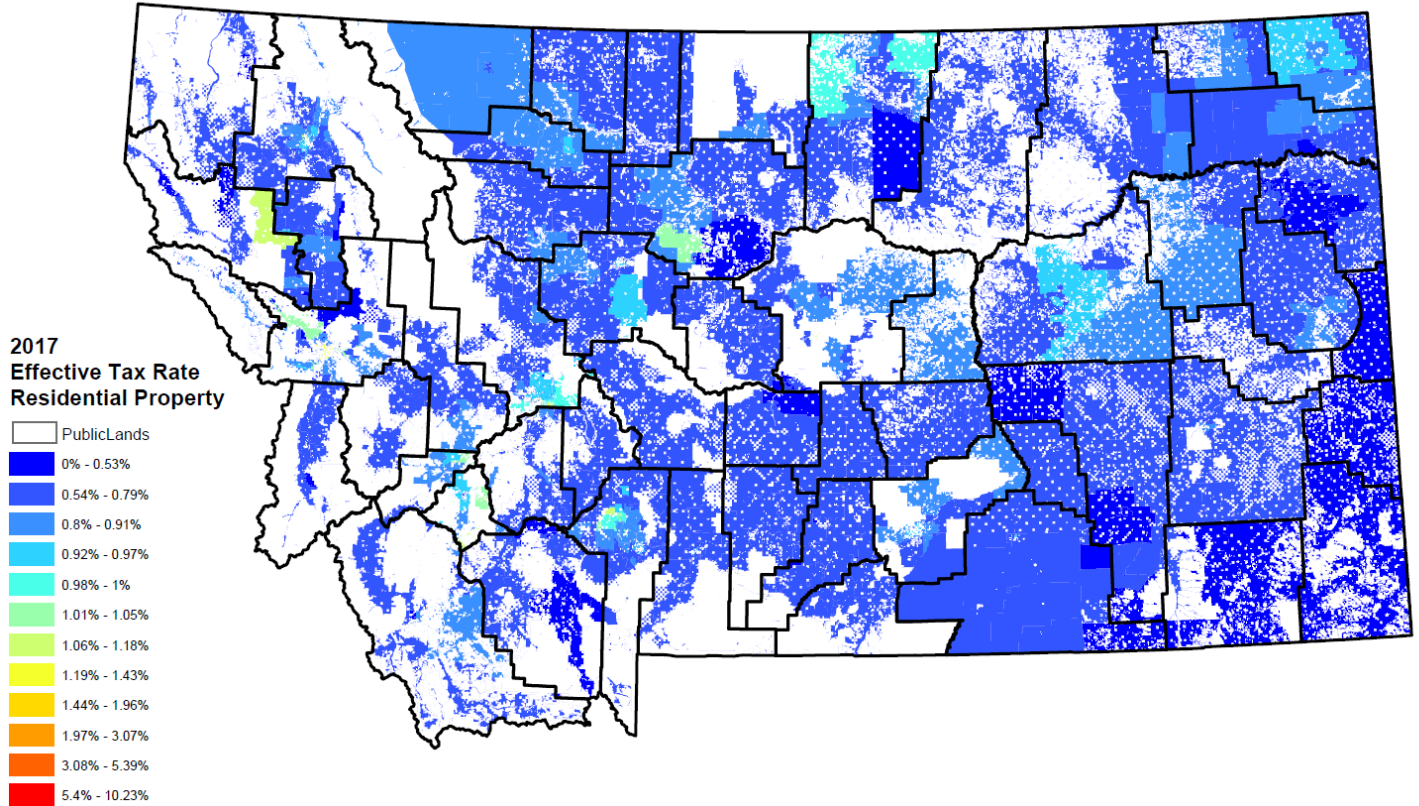 2017
Effective Tax Rate
Residential Property
PublicLands
0% - 0.53%
0.54% - 0.79%
0.8% - 0.91%
0.92% - 0.97%
0.98% - 1%
1.01% - 1.05%
1.06% - 1.18%
1.19% - 1.43%
1.44% - 1.96%
1.97% - 3.07%
3.08% - 5.39%
5.4% - 10.23%